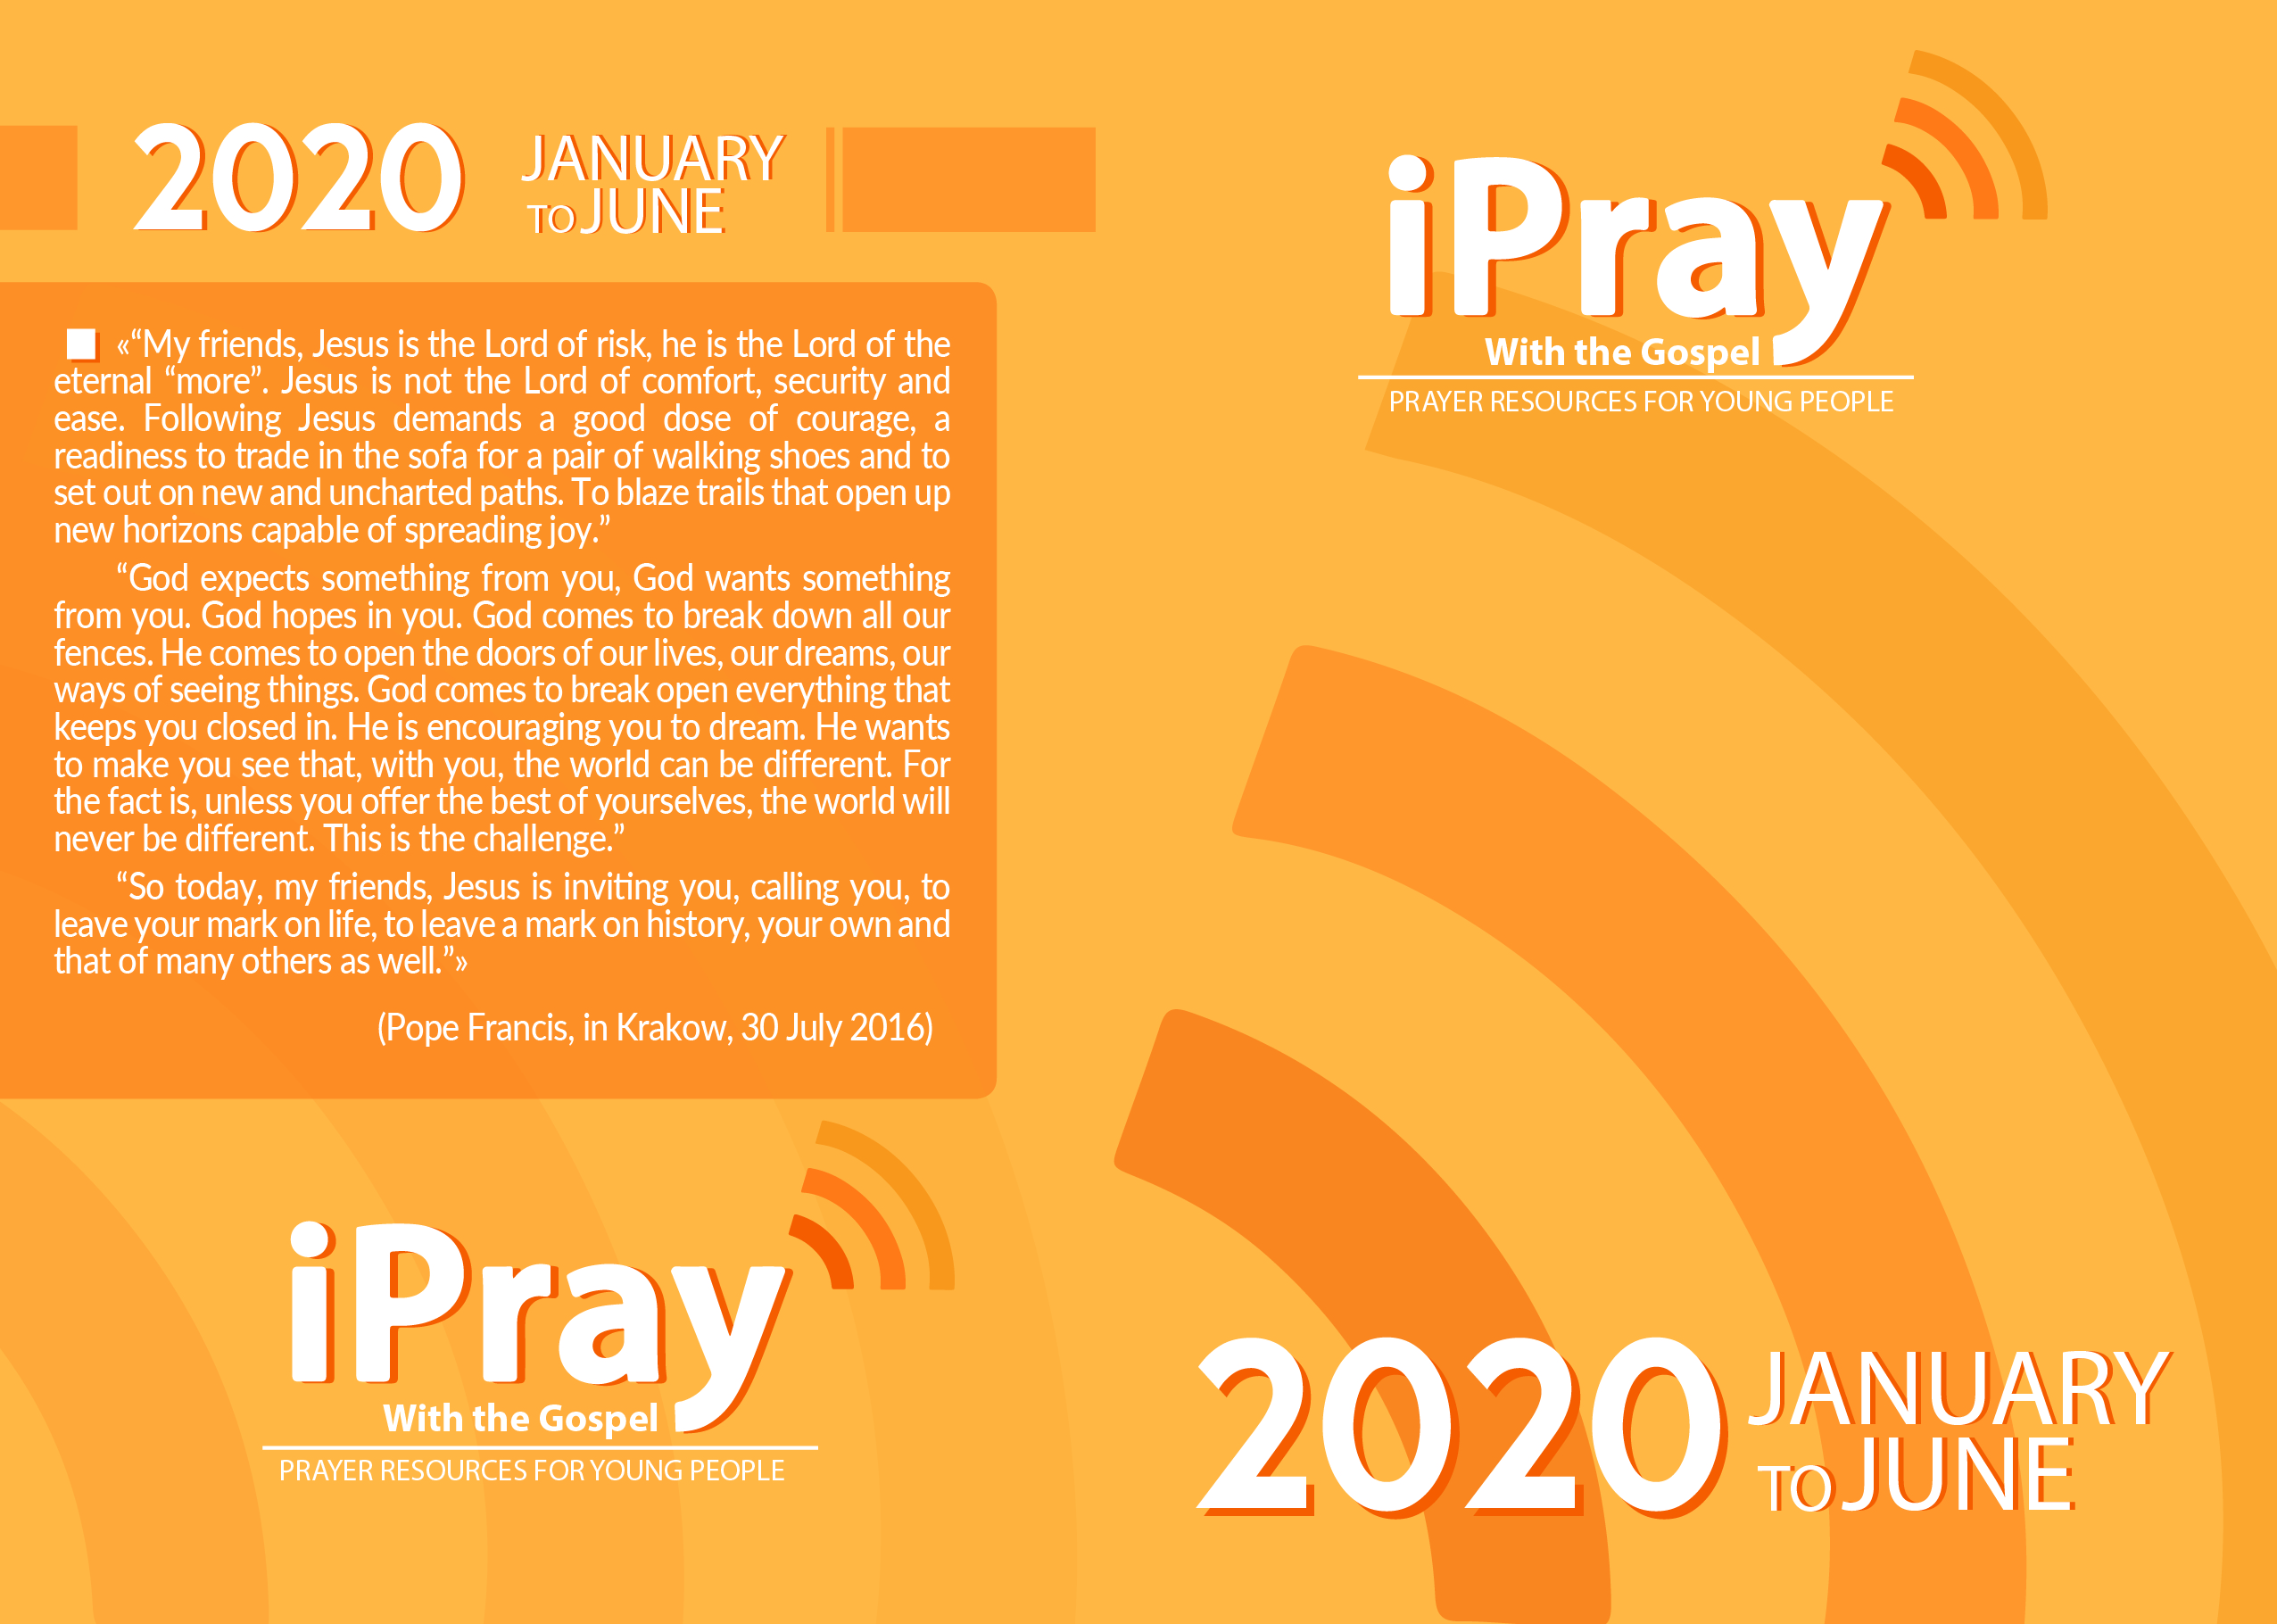 2020 JANUARY
TO JUNE
«“My friends, Jesus is the Lord of risk, he is the Lord of the
eternal “more”. Jesus is not the Lord of comfort, security and
ease. Following Jesus demands a good dose of courage, a
readiness to trade in the sofa for a pair of walking shoes and to
set out on new and uncharted paths. To blaze trails that open up
new horizons capable of spreading joy.”
“God expects something from you, God wants something
from you. God hopes in you. God comes to break down all our
fences. He comes to open the doors of our lives, our dreams, our
ways of seeing things. God comes to break open everything that
keeps you closed in. He is encouraging you to dream. He wants
to make you see that, with you, the world can be different. For
the fact is, unless you offer the best of yourselves, the world will
never be different. This is the challenge.”
“So today, my friends, Jesus is inviting you, calling you, to
leave your mark on life, to leave a mark on history, your own and
that of many others as well.”»
(Pope Francis, in Krakow, 30 July 2016)
iPray
With the Gospel
PRAYER RESOURCES FOR YOUNG PEOPLE
iPray
With the Gospel
PRAYER RESOURCES FOR YOUNG PEOPLE
2020 JANUARY
TO JUNE